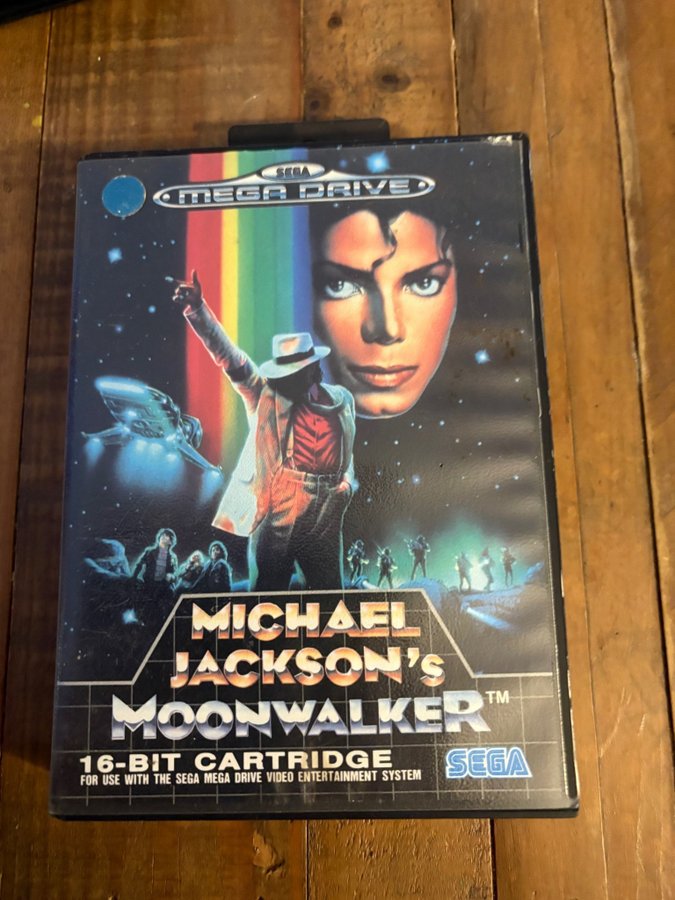 SEGA
MEGA DRIVE
MICHAEL
JACKSON's
MOONWALKER™
16-BIT CARTRIDGE
FOR USE WITH THE SEGA MEGA DRIVE VIDEO ENTERTAINMENT SYSTEM
SEGA